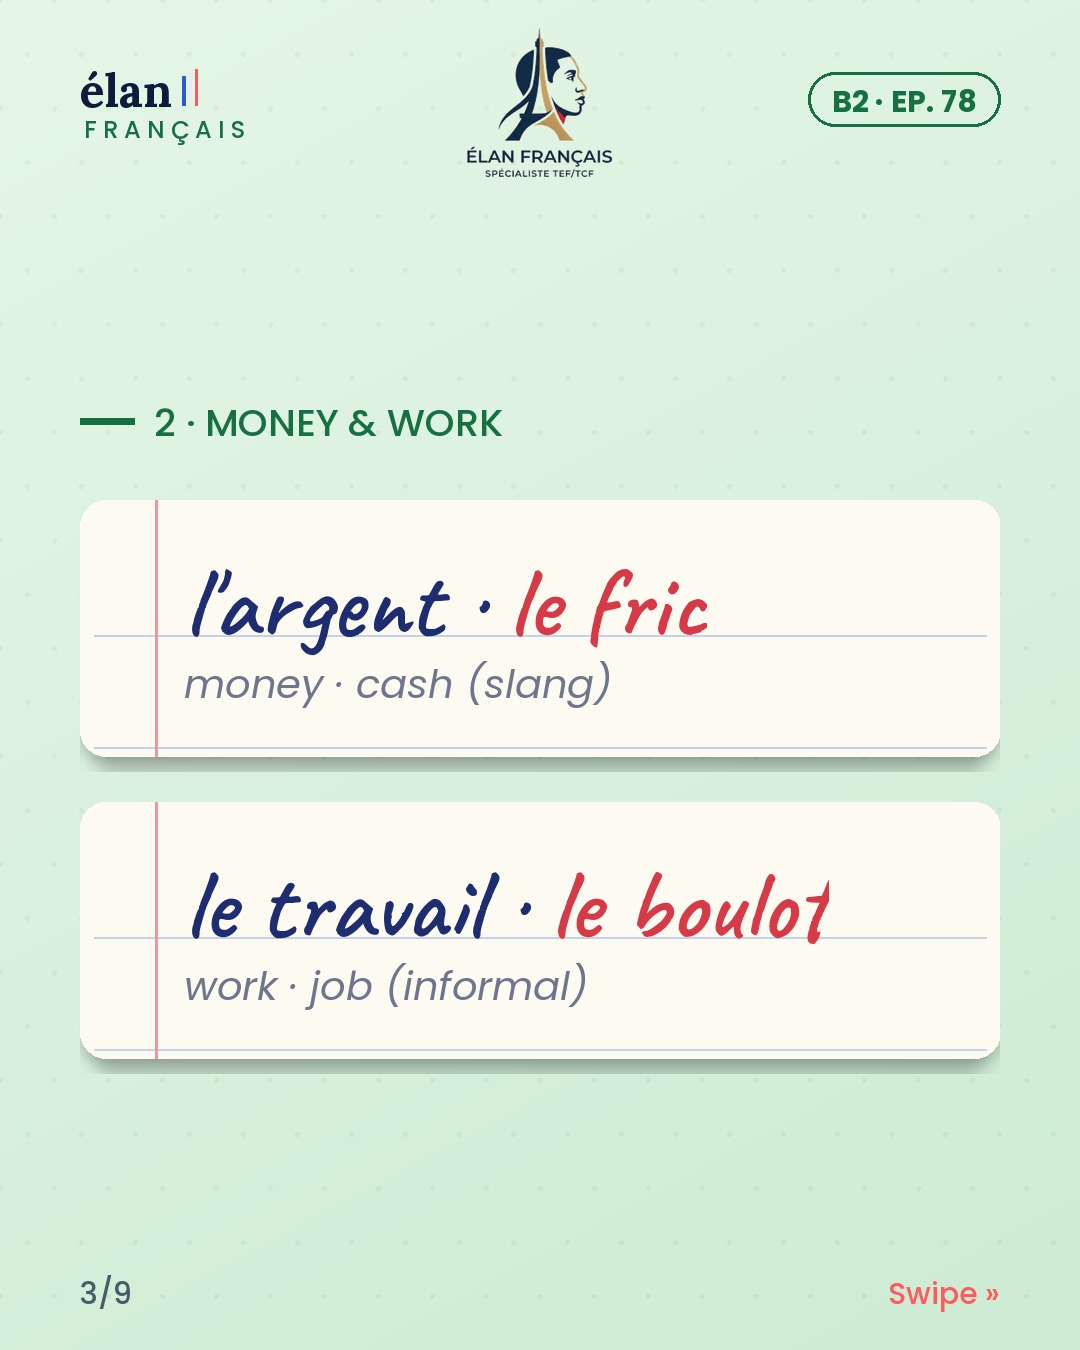 élan
FRANÇAIS
ÉLAN FRANÇAIS
SPÉCIALISTE TEF/TCF
B2 · EP. 78
2 · MONEY & WORK
l'argent · le fric
money · cash (slang)
le travail · le boulot
work · job (informal)
3/9
Swipe »